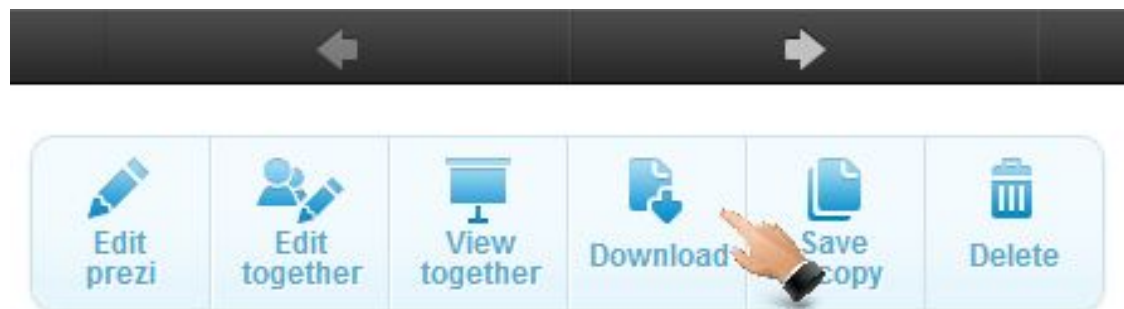 Edit
prezi
Edit
together
View
together
Download
Save
copy
Delete